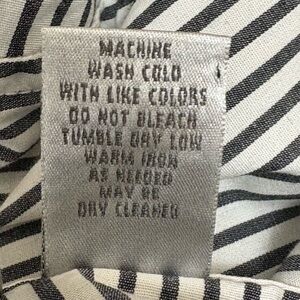 MACHINE
WASH COLD
WITH LIKE COLORS
DO NOT BLEACH
TUMBLE DRY LOW
WARM IRON
AS NEEDED
MAY BE
DRY CLEANED